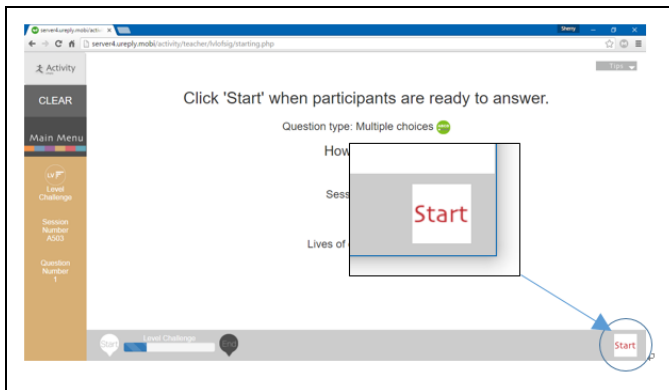 server4.ureply.mobi/activ
Sherry
server4.ureply.mobi/activity/teacher/lvlofsig/starting.php
Activity
Tips
CLEAR
Click 'Start' when participants are ready to answer.
Question type: Multiple choices
Main Menu
How
LV
Level
Challenge
Sess
Start
Session
Number
A503
Lives of
Question
Number
1
Start
Level Challenge
End
Start